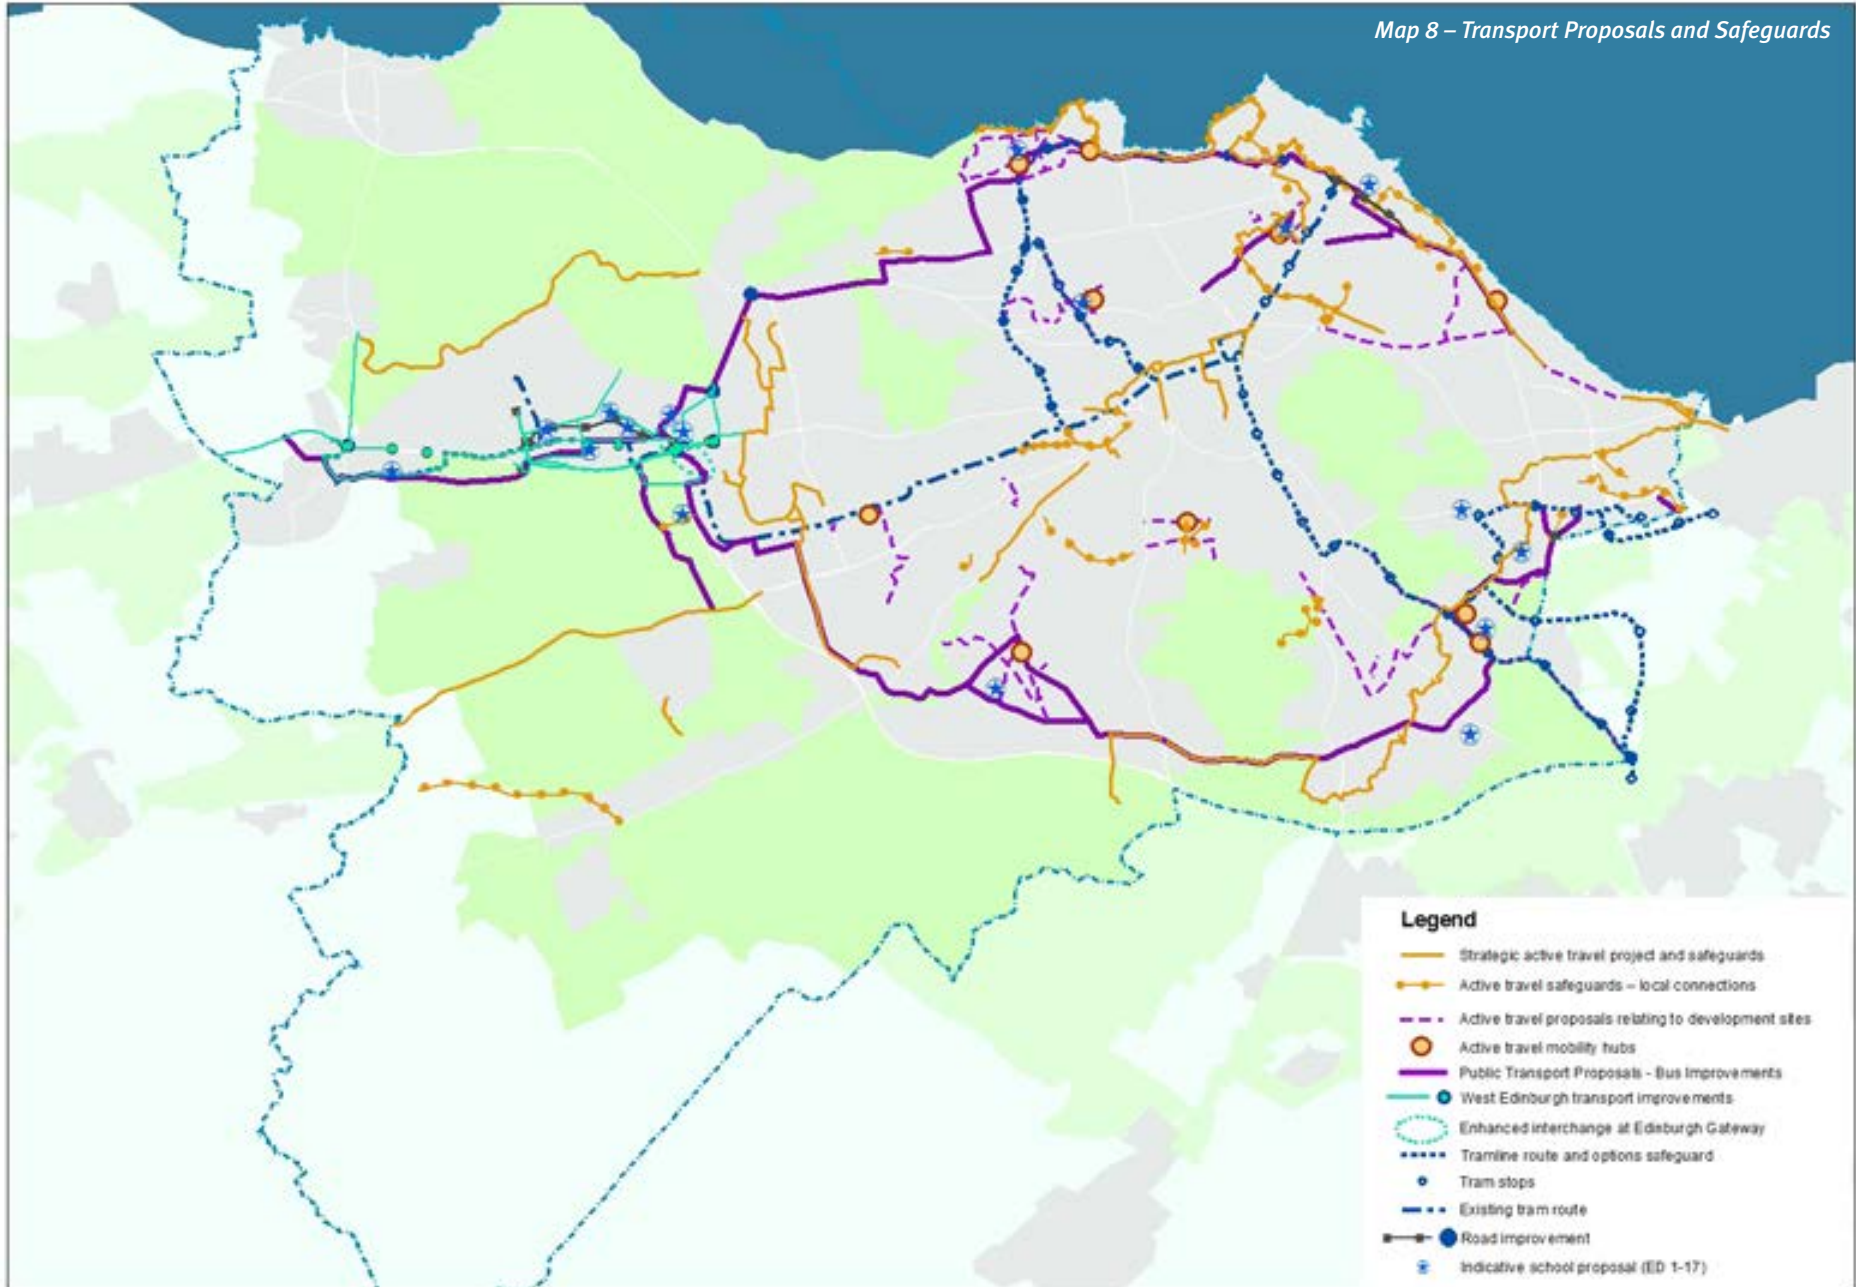 Map 8 – Transport Proposals and Safeguards
Legend
Strategic active travel project and safeguards
Active travel safeguards – local connections
Active travel proposals relating to development sites
Active travel mobility hubs
Public Transport Proposals - Bus Improvements
West Edinburgh transport improvements
Enhanced interchange at Edinburgh Gateway
Tramline route and options safeguard
Tram stops
Existing tram route
Road improvement
Indicative school proposal (ED 1-17)